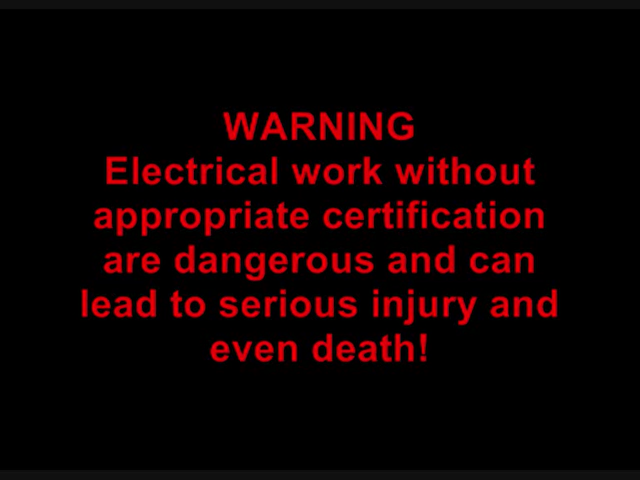 WARNING
Electrical work without
appropriate certification
are dangerous and can
lead to serious injury and
even death!